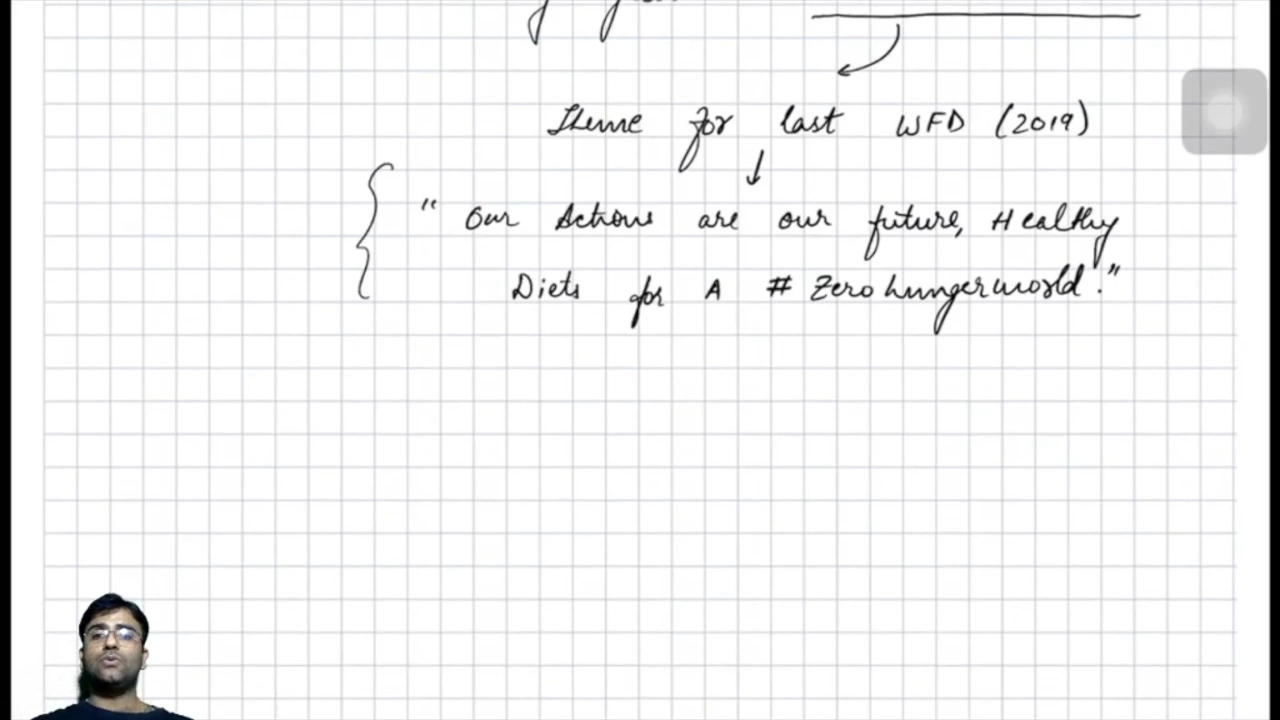 Theme for last WFD (2019)
" Our Actions are our future, Healthy
Diets for A # Zerohungerworld."